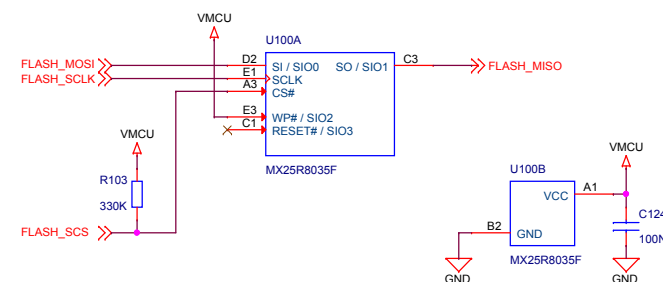 VMCU
U100A
FLASH_MOSI
D2
SI / SIO0
SO / SIO1
C3
FLASH_MISO
FLASH_SCLK
E1
SCLK
A3
CS#
E3
WP# / SIO2
C1
RESET# / SIO3
MX25R8035F
VMCU
R103
330K
FLASH_SCS
VMCU
U100B
VCC
A1
C124
100N
B2
GND
MX25R8035F
GND
GND